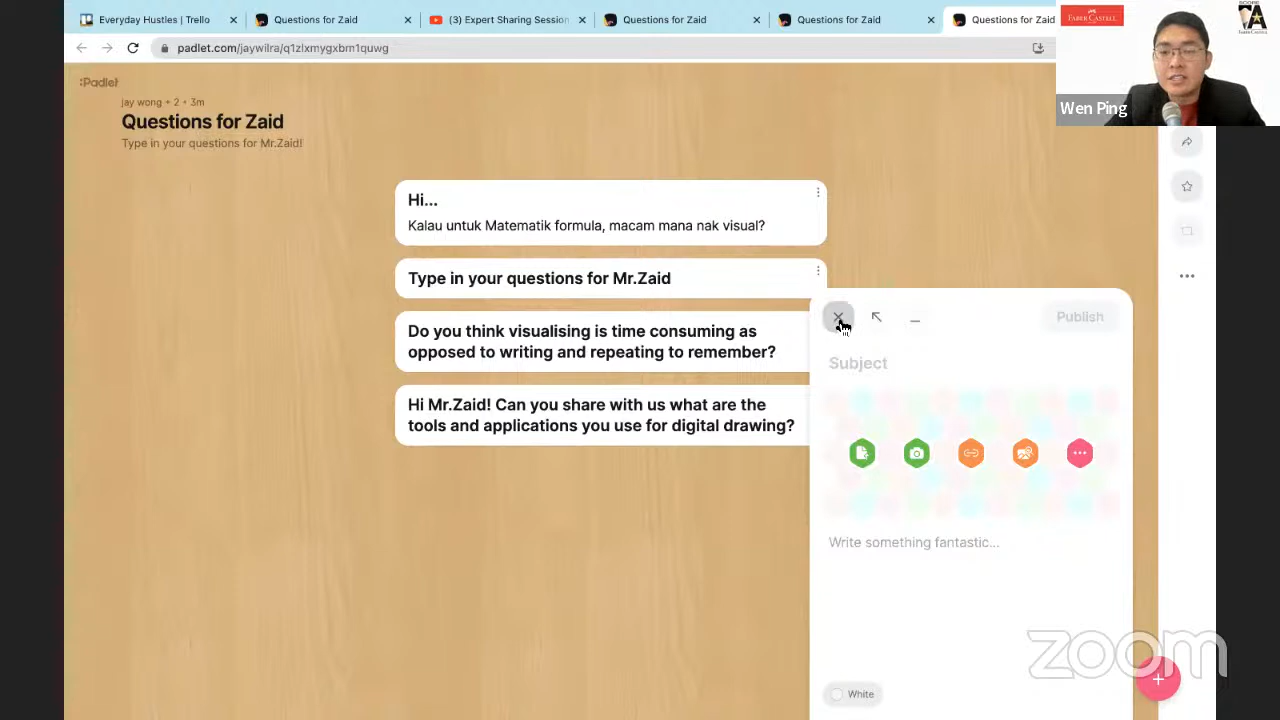 Everyday Hustles | Trello
Questions for Zaid
(3) Expert Sharing Session
Questions for Zaid
Questions for Zaid
Questions for Zaid
padlet.com/jaywilra/q1zlxmygxbm1quwg
FABER CASTELL
Wen Ping
:Padlet
jay wong + 2 • 3m
Questions for Zaid
Type in your questions for Mr.Zaid!
Hi...
Kalau untuk Matematik formula, macam mana nak visual?
Type in your questions for Mr.Zaid
Do you think visualising is time consuming as
opposed to writing and repeating to remember?
Hi Mr.Zaid! Can you share with us what are the
tools and applications you use for digital drawing?
Publish
Subject
Write something fantastic...
White
zoom